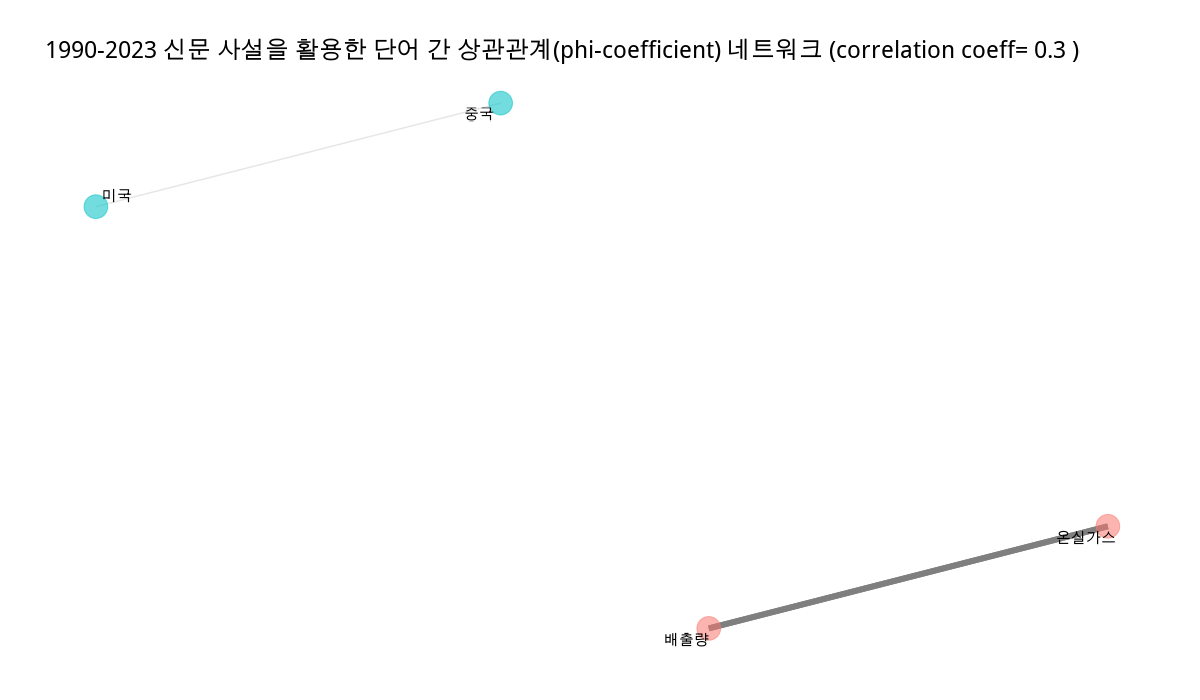 1990-2023 신문 사설을 활용한 단어 간 상관관계(phi-coefficient) 네트워크 (correlation coeff= 0.3 )
중국
미국
온실가스
배출량